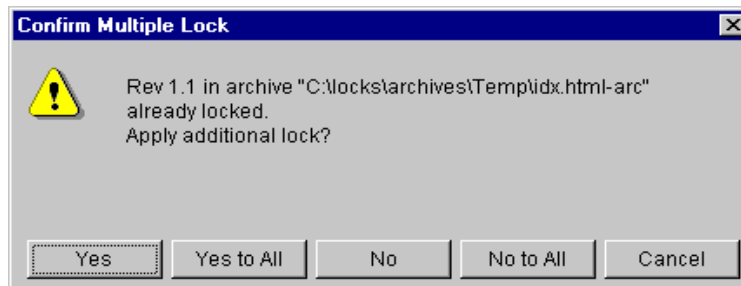 Confirm Multiple Lock
Rev 1.1 in archive "C:\locks\archives\Temp\idx.html-arc"
already locked.
Apply additional lock?
Yes Yes to All No No to All Cancel